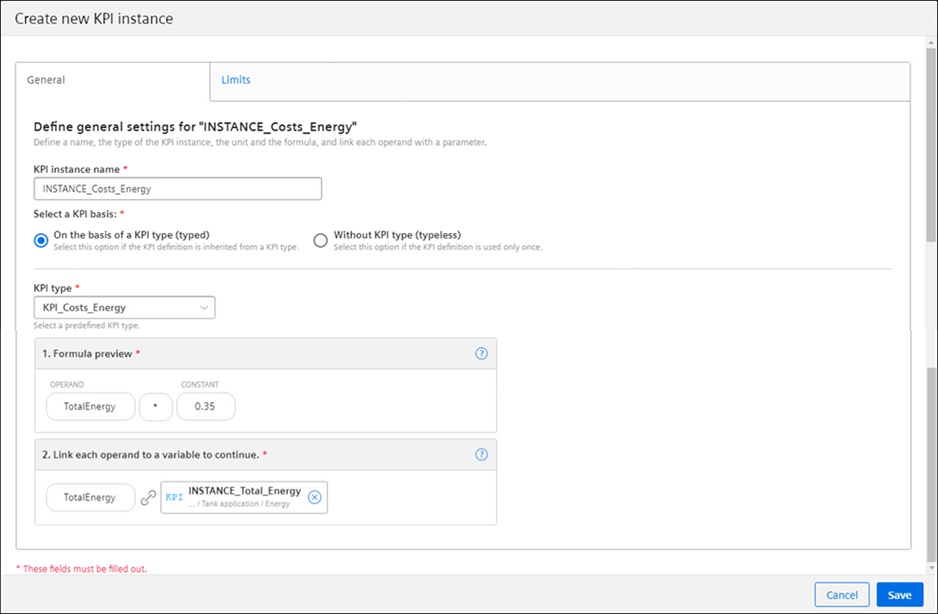 Create new KPI instance
General
Limits
Define general settings for "INSTANCE_Costs_Energy"
Define a name, the type of the KPI instance, the unit and the formula, and link each operand with a parameter.
KPI instance name *
INSTANCE_Costs_Energy
Select a KPI basis: *
On the basis of a KPI type (typed)
Select this option if the KPI definition is inherited from a KPI type.
Without KPI type (typeless)
Select this option if the KPI definition is used only once.
KPI type *
KPI_Costs_Energy
Select a predefined KPI type.
1. Formula preview *
?
OPERAND
CONSTANT
TotalEnergy
*
0.35
2. Link each operand to a variable to continue. *
?
TotalEnergy
KPI
INSTANCE_Total_Energy
... / Tank application / Energy
* These fields must be filled out.
Cancel
Save